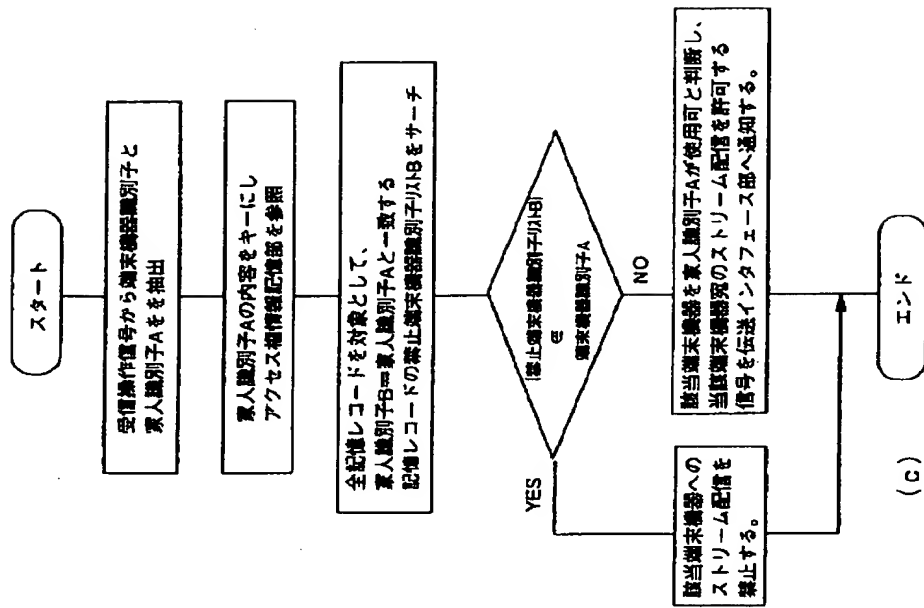 スタート
受信操作信号から端末機器識別子と
家人識別子Aをを抽出
家人識別子Aの内容をキーにし
アクセス権情報記憶部を参照
全記憶レコードを対象として、
家人識別子B＝家人識別子Aと一致する
記憶レコードの禁止端末機器識別子リストBをサーチ
{禁止端末機器識別子リストB}
∈
端末機器識別子A
YES
NO
該当端末機器への
ストリーム配信を
禁止する。
該当端末機器を家人識別子Aが使用可と判断し、
当該端末機器宛のストリーム配信を許可する
信号を伝送インタフェース部へ通知する。
エンド
(C)